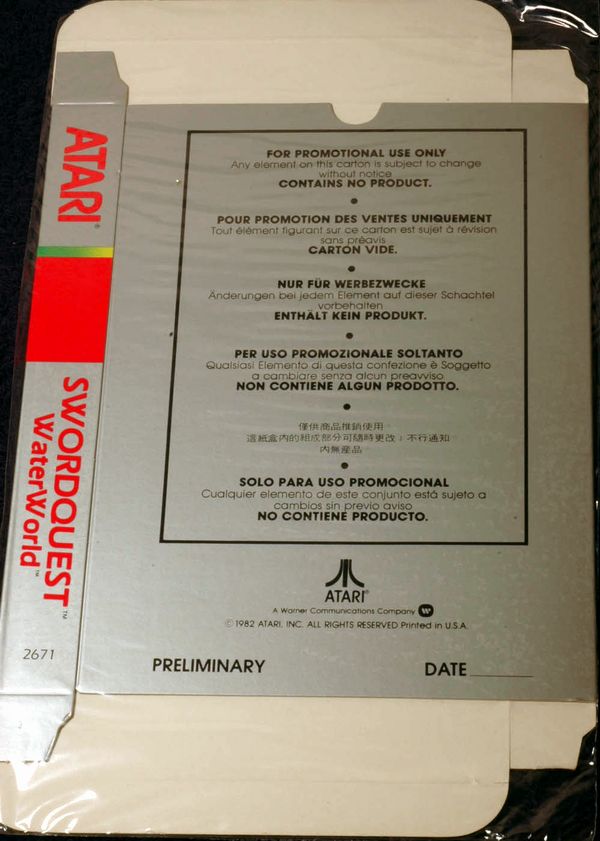 ATARI®
SWORDQUEST™
WaterWorld™
2671
FOR PROMOTIONAL USE ONLY
Any element on this carton is subject to change
without notice
CONTAINS NO PRODUCT.
POUR PROMOTION DES VENTES UNIQUEMENT
Tout élément figurant sur ce carton est sujet à révision
sans préavis
CARTON VIDE.
NUR FÜR WERBEZWECKE
Änderungen bei jedem Element auf dieser Schachtel
vorbehalten
ENTHÄLT KEIN PRODUKT.
PER USO PROMOZIONALE SOLTANTO
Qualsiasi Elemento di questa confezione è Soggetto
a cambiare senza alcun preavviso
NON CONTIENE ALGUN PRODOTTO.
僅供商品推銷使用
這紙盒內的組成部分可隨時更改；不行通知
內無産品
SOLO PARA USO PROMOCIONAL
Cualquier elemento de este conjunto está sujeto a
cambios sin previo aviso
NO CONTIENE PRODUCTO.
ATARI®
A Warner Communications Company
© 1982 ATARI, INC. ALL RIGHTS RESERVED Printed in U.S.A.
PRELIMINARY DATE